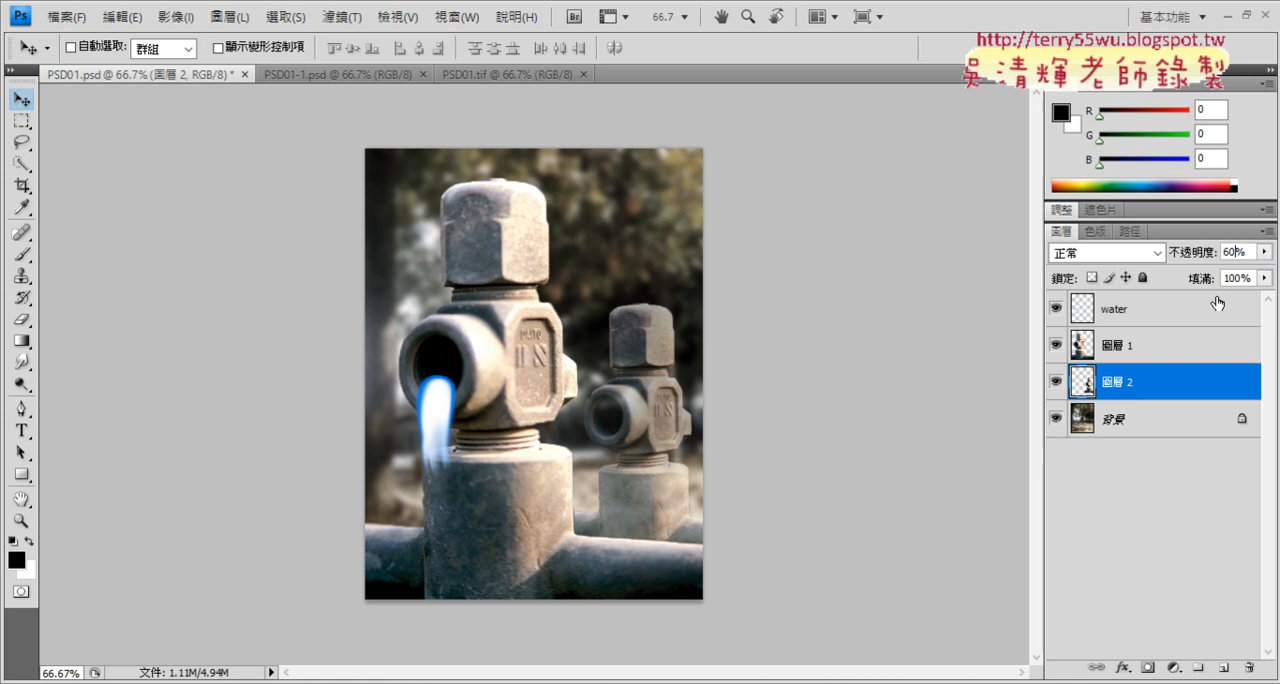 Ps 檔案(F) 編輯(E) 影像(I) 圖層(L) 選取(S) 濾鏡(T) 檢視(V) 視窗(W) 說明(H) Br 66.7 基本功能
自動選取: 群組 顯示變形控制項
http://terry55wu.blogspot.tw
吳清輝老師錄製
PSD01.psd @ 66.7% (圖層 2, RGB/8) * PSD01-1.psd @ 66.7% (RGB/8) PSD01.tif @ 66.7% (RGB/8)
R 0
G 0
B 0
調整 遮色片
圖層 色版 路徑
正常 不透明度: 60%
鎖定: 填滿: 100%
water
圖層 1
圖層 2
背景
T
66.67% 文件: 1.11M/4.94M
fx